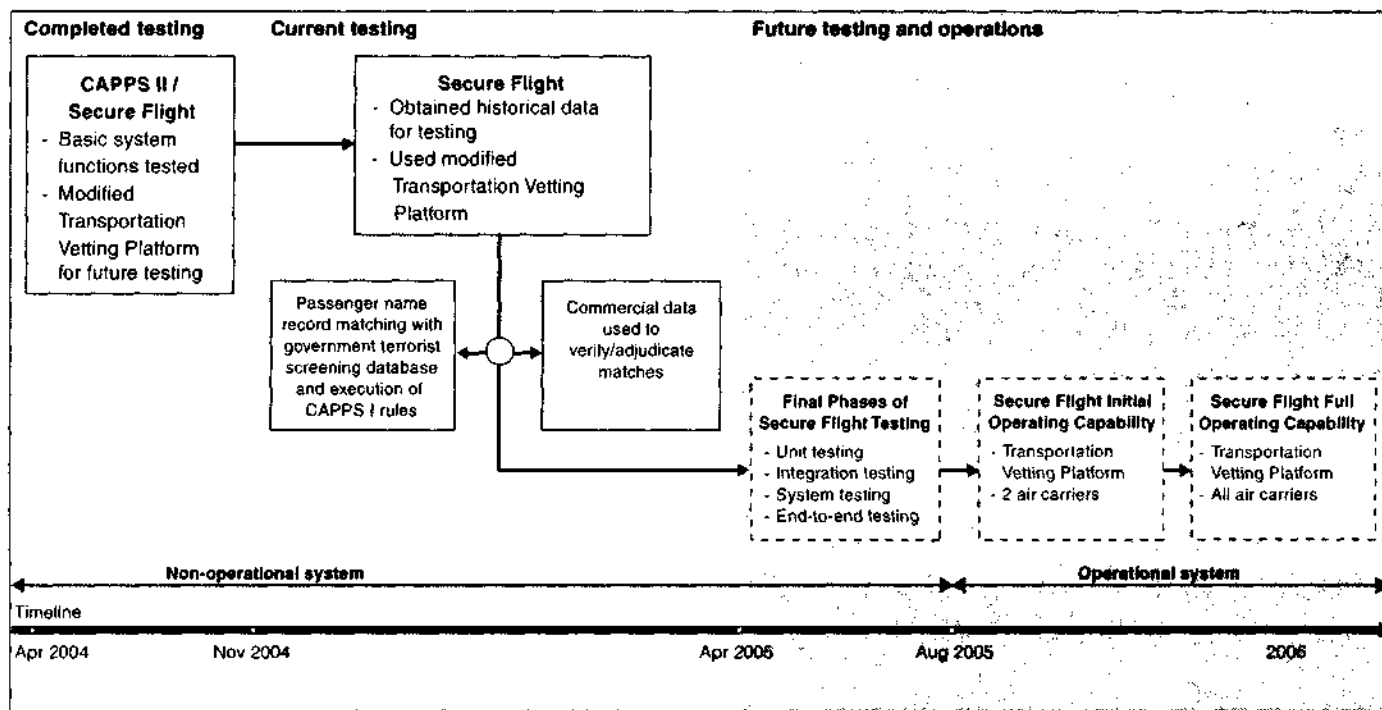 Completed testing
Current testing
Future testing and operations
CAPPS II /
Secure Flight
- Basic system
functions tested
- Modified
Transportation
Vetting Platform
for future testing
Secure Flight
- Obtained historical data
for testing
- Used modified
Transportation Vetting
Platform
Passenger name
record matching with
government terrorist
screening database
and execution of
CAPPS I rules
Commercial data
used to
verify/adjudicate
matches
Final Phases of
Secure Flight Testing
- Unit testing
- Integration testing
- System testing
- End-to-end testing
Secure Flight Initial
Operating Capability
- Transportation
Vetting Platform
- 2 air carriers
Secure Flight Full
Operating Capability
- Transportation
Vetting Platform
- All air carriers
Non-operational system
Operational system
Timeline
Apr 2004
Nov 2004
Apr 2005
Aug 2005
2006